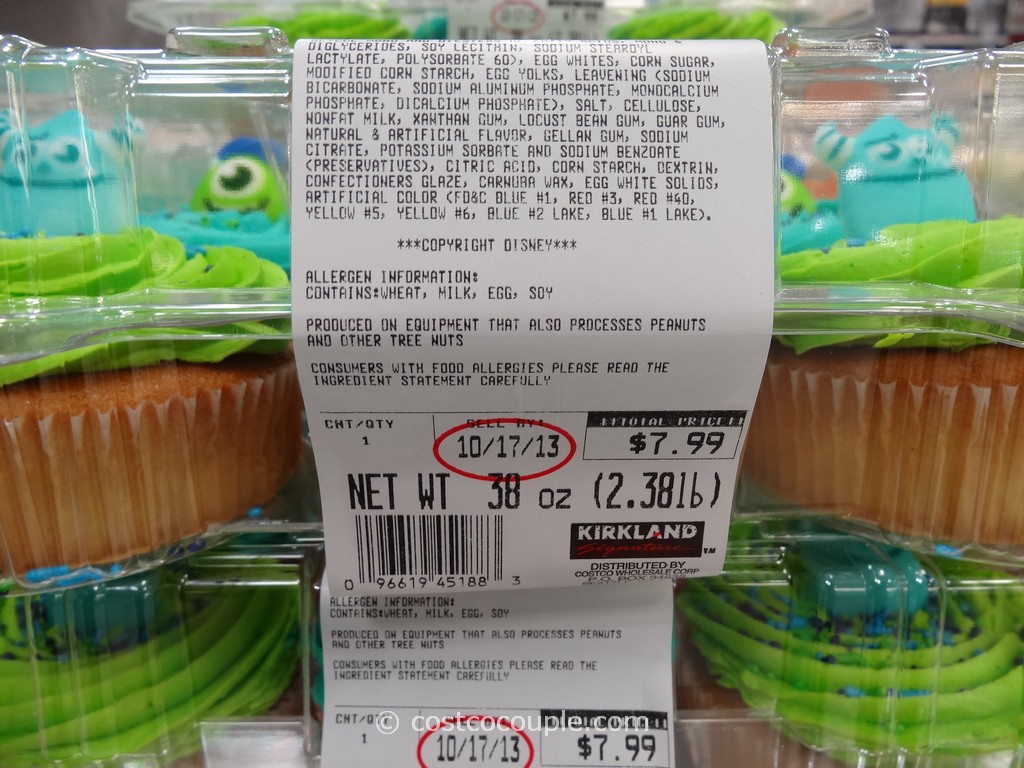 DIGLYCERIDES, SOY LECITHIN, SODIUM STEAROYL
LACTYLATE, POLYSORBATE 60), EGG WHITES, CORN SUGAR,
MODIFIED CORN STARCH, EGG YOLKS, LEAVENING (SODIUM
BICARBONATE, SODIUM ALUMINUM PHOSPHATE, MONOCALCIUM
PHOSPHATE, DICALCIUM PHOSPHATE), SALT, CELLULOSE,
NONFAT MILK, XANTHAN GUM, LOCUST BEAN GUM, GUAR GUM,
NATURAL & ARTIFICIAL FLAVOR, GELLAN GUM, SODIUM
CITRATE, POTASSIUM SORBATE AND SODIUM BENZOATE
(PRESERVATIVES), CITRIC ACID, CORN STARCH, DEXTRIN,
CONFECTIONERS GLAZE, CARNUBA WAX, EGG WHITE SOLIDS,
ARTIFICIAL COLOR (FD&C BLUE #1, RED #3, RED #40,
YELLOW #5, YELLOW #6, BLUE #2 LAKE, BLUE #1 LAKE).
***COPYRIGHT DISNEY***
ALLERGEN INFORMATION:
CONTAINS:WHEAT, MILK, EGG, SOY
PRODUCED ON EQUIPMENT THAT ALSO PROCESSES PEANUTS
AND OTHER TREE NUTS
CONSUMERS WITH FOOD ALLERGIES PLEASE READ THE
INGREDIENT STATEMENT CAREFULLY
CNT/QTY SELL BY: TOTAL PRICE
1 10/17/13 $7.99
NET WT 38 oz (2.38lb)
KIRKLAND
Signature TM
DISTRIBUTED BY
COSTCO WHOLESALE CORP
P.O. BOX
0 96619 45188 3
ALLERGEN INFORMATION:
CONTAINS:WHEAT, MILK, EGG, SOY
PRODUCED ON EQUIPMENT THAT ALSO PROCESSES PEANUTS
AND OTHER TREE NUTS
CONSUMERS WITH FOOD ALLERGIES PLEASE READ THE
INGREDIENT STATEMENT CAREFULLY
CNT/QTY
© costcocouple.com
1 10/17/13 $7.99